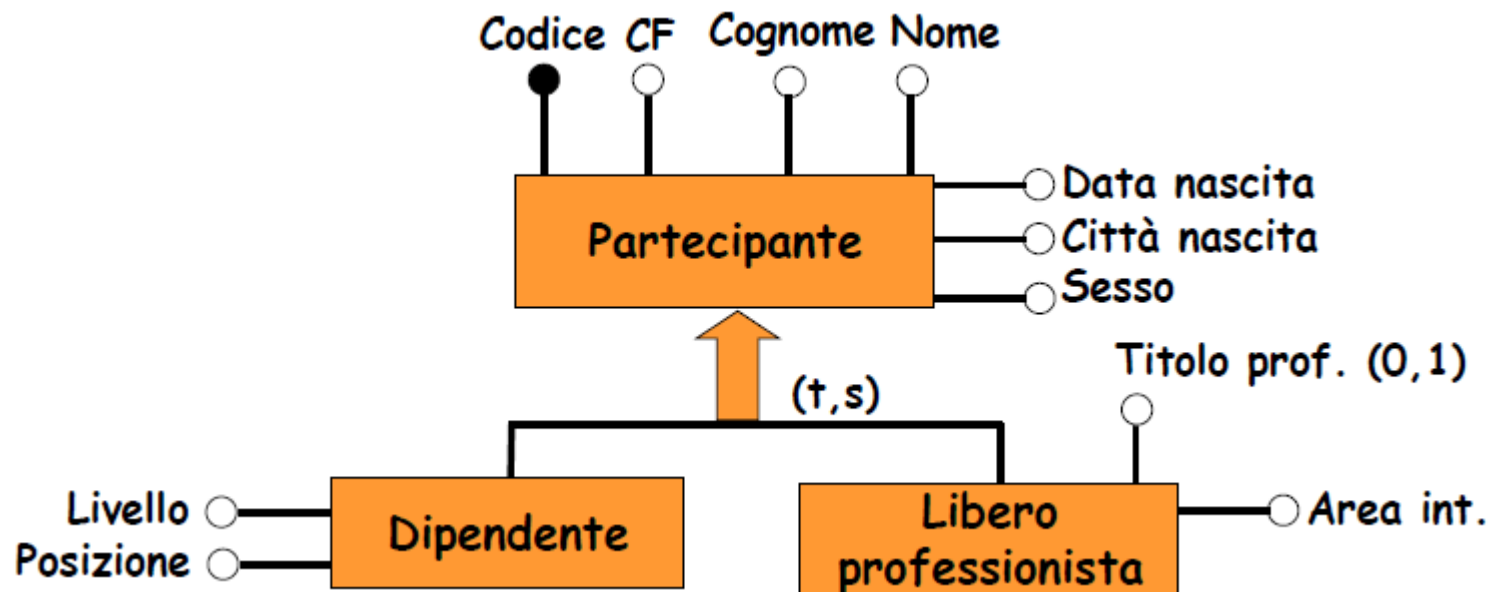 Codice CF Cognome Nome
Partecipante
Data nascita
Città nascita
Sesso
(t,s)
Titolo prof. (0,1)
Livello
Posizione
Dipendente
Libero
professionista
Area int.